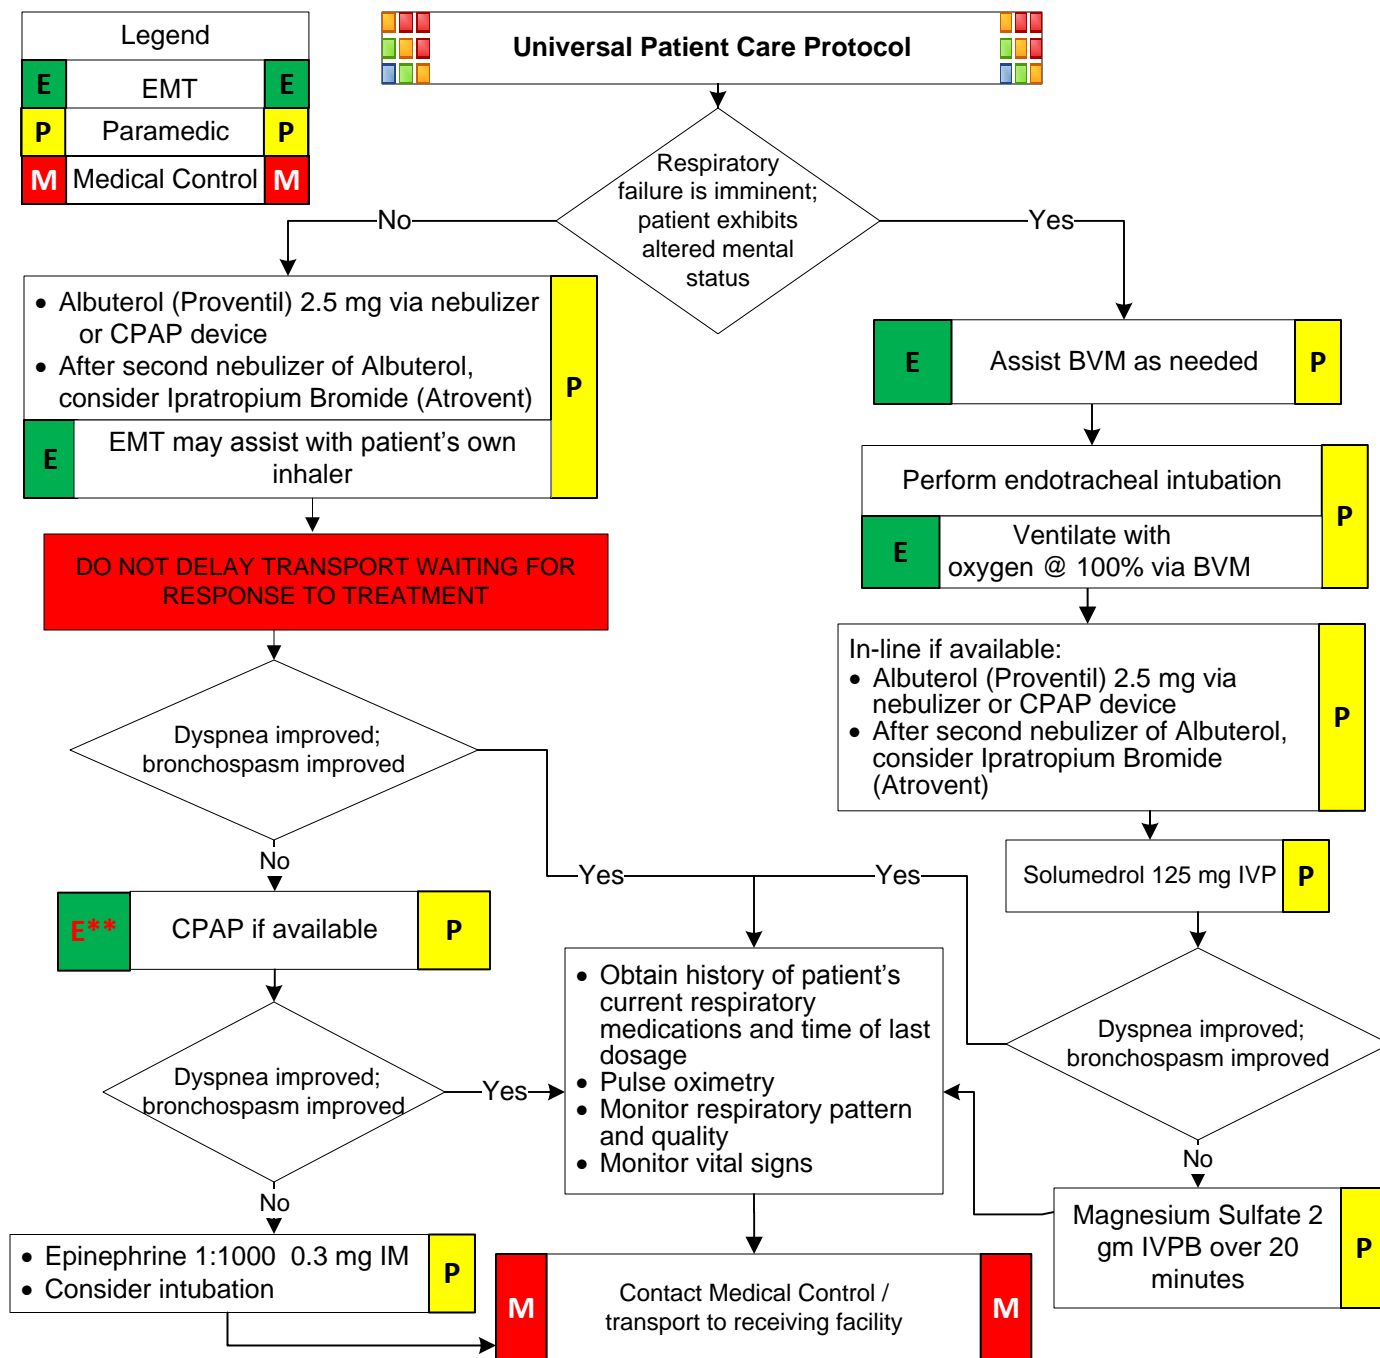 Legend
E EMT E
P Paramedic P
M Medical Control M
Universal Patient Care Protocol
Respiratory
failure is imminent;
patient exhibits
altered mental
status
No
Yes
• Albuterol (Proventil) 2.5 mg via nebulizer
or CPAP device
• After second nebulizer of Albuterol,
consider Ipratropium Bromide (Atrovent)
P
E
EMT may assist with patient's own
inhaler
DO NOT DELAY TRANSPORT WAITING FOR
RESPONSE TO TREATMENT
Dyspnea improved;
bronchospasm improved
No
Yes
E** CPAP if available P
Dyspnea improved;
bronchospasm improved
Yes
No
• Epinephrine 1:1000  0.3 mg IM
• Consider intubation
P
E Assist BVM as needed P
Perform endotracheal intubation
P
E
Ventilate with
oxygen @ 100% via BVM
In-line if available:
• Albuterol (Proventil) 2.5 mg via
nebulizer or CPAP device
• After second nebulizer of Albuterol,
consider Ipratropium Bromide
(Atrovent)
P
Solumedrol 125 mg IVP P
Dyspnea improved;
bronchospasm improved
Yes
No
Magnesium Sulfate 2
gm IVPB over 20
minutes
P
• Obtain history of patient's
current respiratory
medications and time of last
dosage
• Pulse oximetry
• Monitor respiratory pattern
and quality
• Monitor vital signs
M
Contact Medical Control /
transport to receiving facility
M